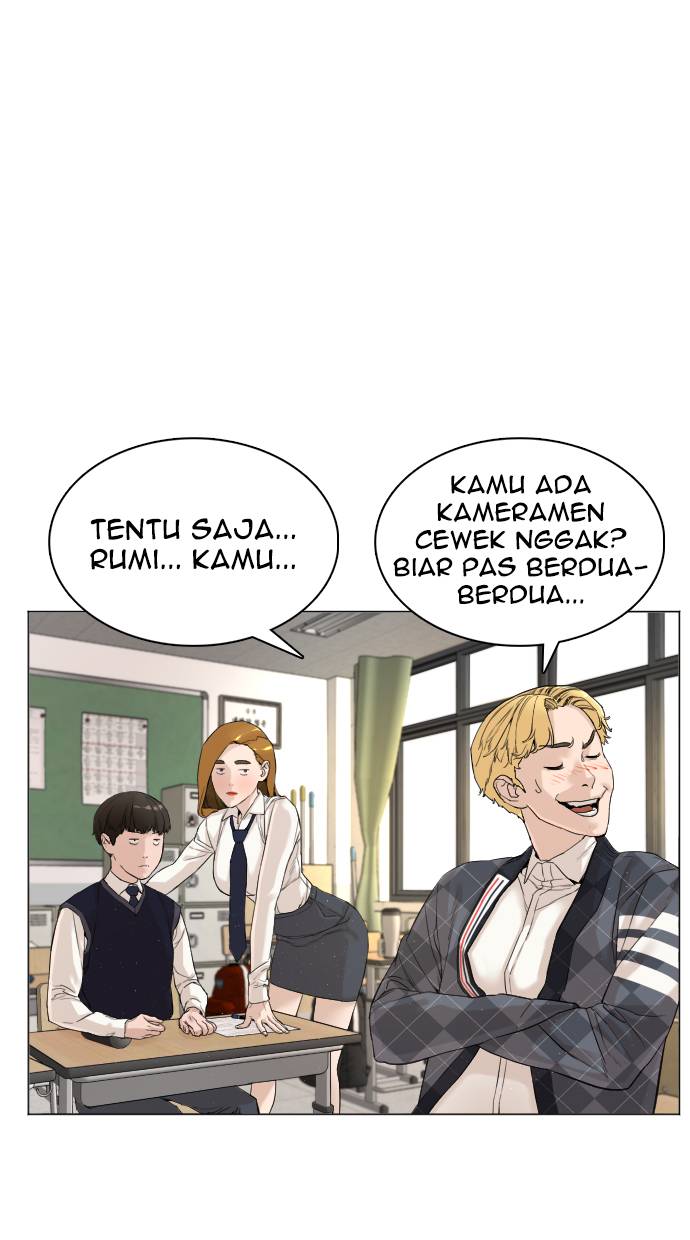 TENTU SAJA...
RUMI... KAMU...
KAMU ADA
KAMERAMEN
CEWEK NGGAK?
BIAR PAS BERDUA-
BERDUA...